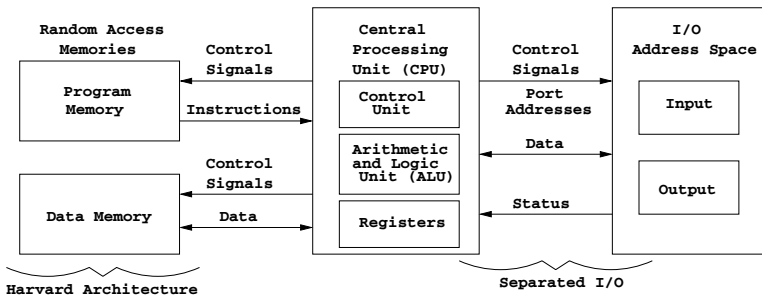 Random Access
Memories
Program
Memory
Data Memory
Harvard Architecture
Control
Signals
Instructions
Control
Signals
Data
Central
Processing
Unit (CPU)
Control
Unit
Arithmetic
and Logic
Unit (ALU)
Registers
Control
Signals
Port
Addresses
Data
Status
Separated I/O
I/O
Address Space
Input
Output